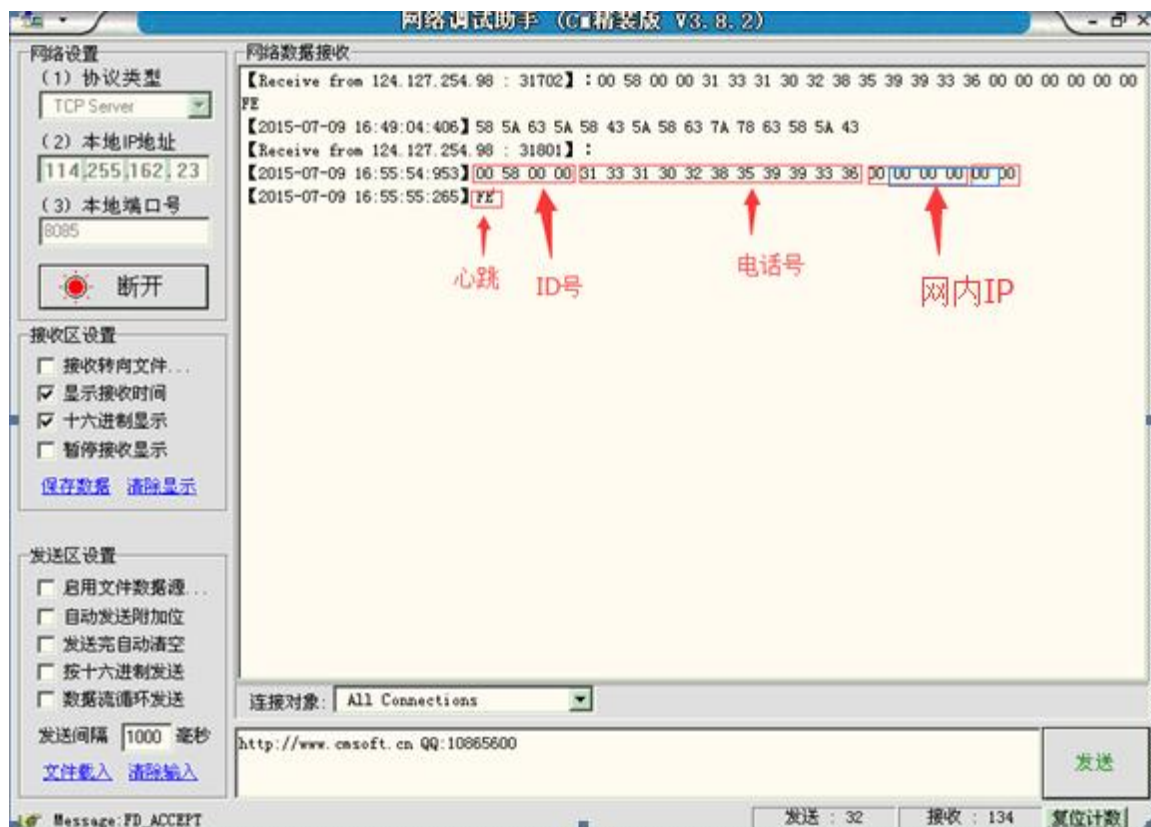 网络调试助手 (C■精装版 V3.8.2)
网络设置
(1) 协议类型
TCP Server
(2) 本地IP地址
114.255.162.23
(3) 本地端口号
8085
断开
接收区设置
接收转向文件...
显示接收时间
十六进制显示
暂停接收显示
保存数据 清除显示
发送区设置
启用文件数据源...
自动发送附加位
发送完自动清空
按十六进制发送
数据流循环发送
发送间隔 1000 毫秒
文件载入 清除输入
网络数据接收
【Receive from 124.127.254.98 : 31702】:00 58 00 00 31 33 31 30 32 38 35 39 39 33 36 00 00 00 00 00 00
FE
【2015-07-09 16:49:04:406】58 5A 63 5A 58 43 5A 58 63 7A 78 63 58 5A 43
【Receive from 124.127.254.98 : 31801】:
【2015-07-09 16:55:54:953】00 58 00 00 31 33 31 30 32 38 35 39 39 33 36 00 00 00 00 00 00
【2015-07-09 16:55:55:265】FE
心跳 ID号 电话号 网内IP
连接对象: All Connections
http://www.cmsoft.cn QQ:10865600
发送
Message:FD_ACCEPT
发送 : 32 接收 : 134 复位计数